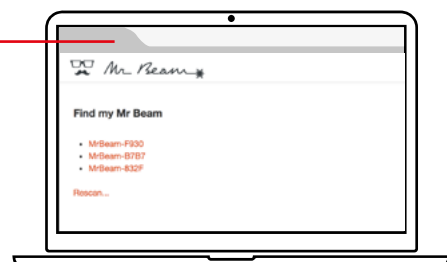 Mr Beam
Find my Mr Beam
• MrBeam-F930
• MrBeam-B7B7
• MrBeam-832F
Rescan...